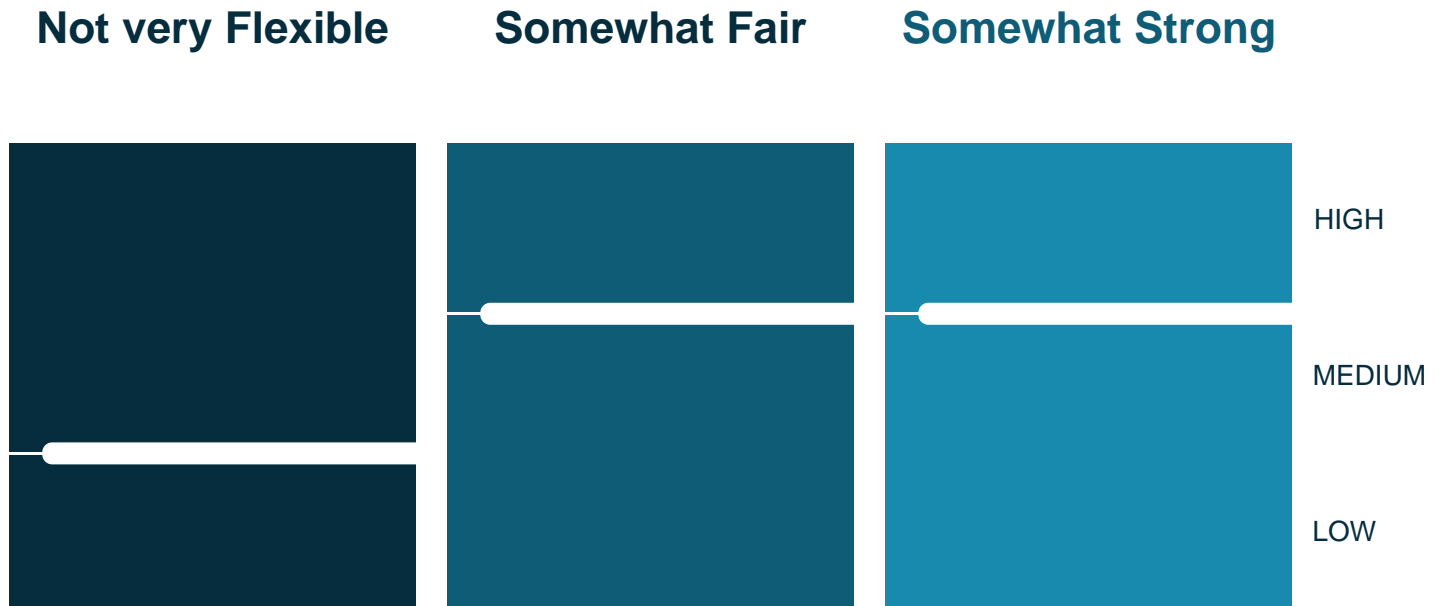 Not very Flexible
Somewhat Fair
Somewhat Strong
HIGH
MEDIUM
LOW